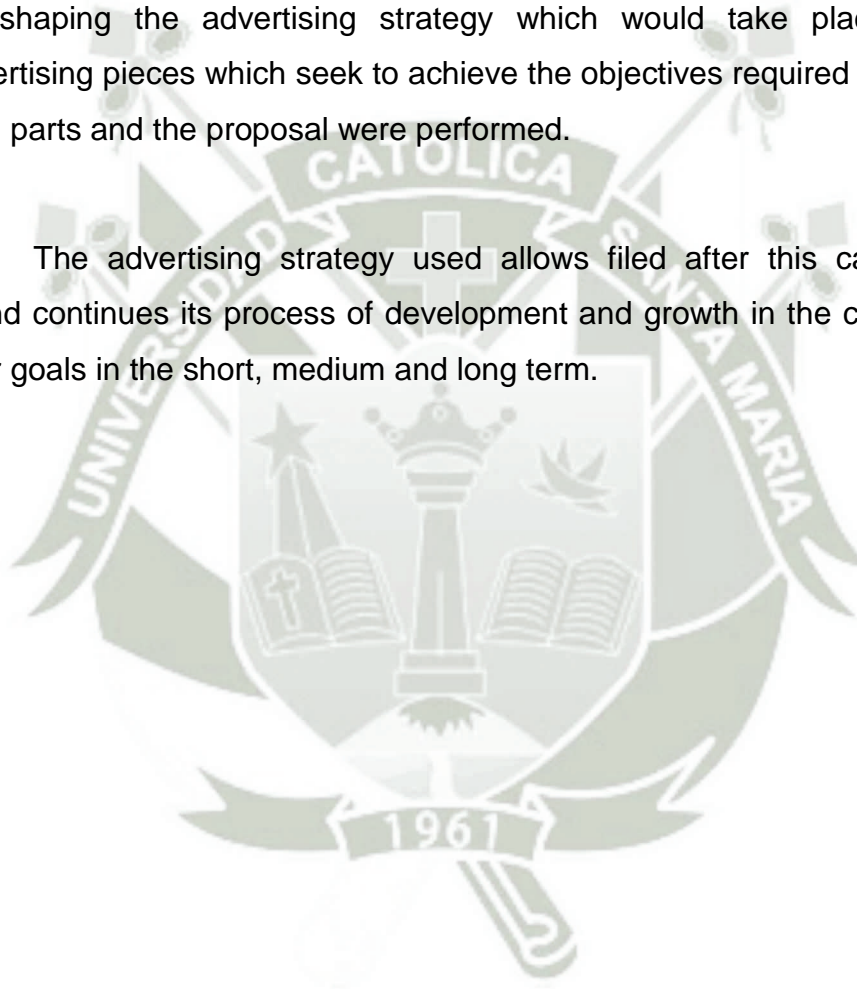 shaping the advertising strategy which would take
ertising pieces which seek to achieve the objectives required
parts and the proposal were performed.
CATOLICA
UNIVERSIDAD
SANTA MARIA
The advertising strategy used allows filed after this
nd continues its process of development and growth in the
goals in the short, medium and long term.
1961